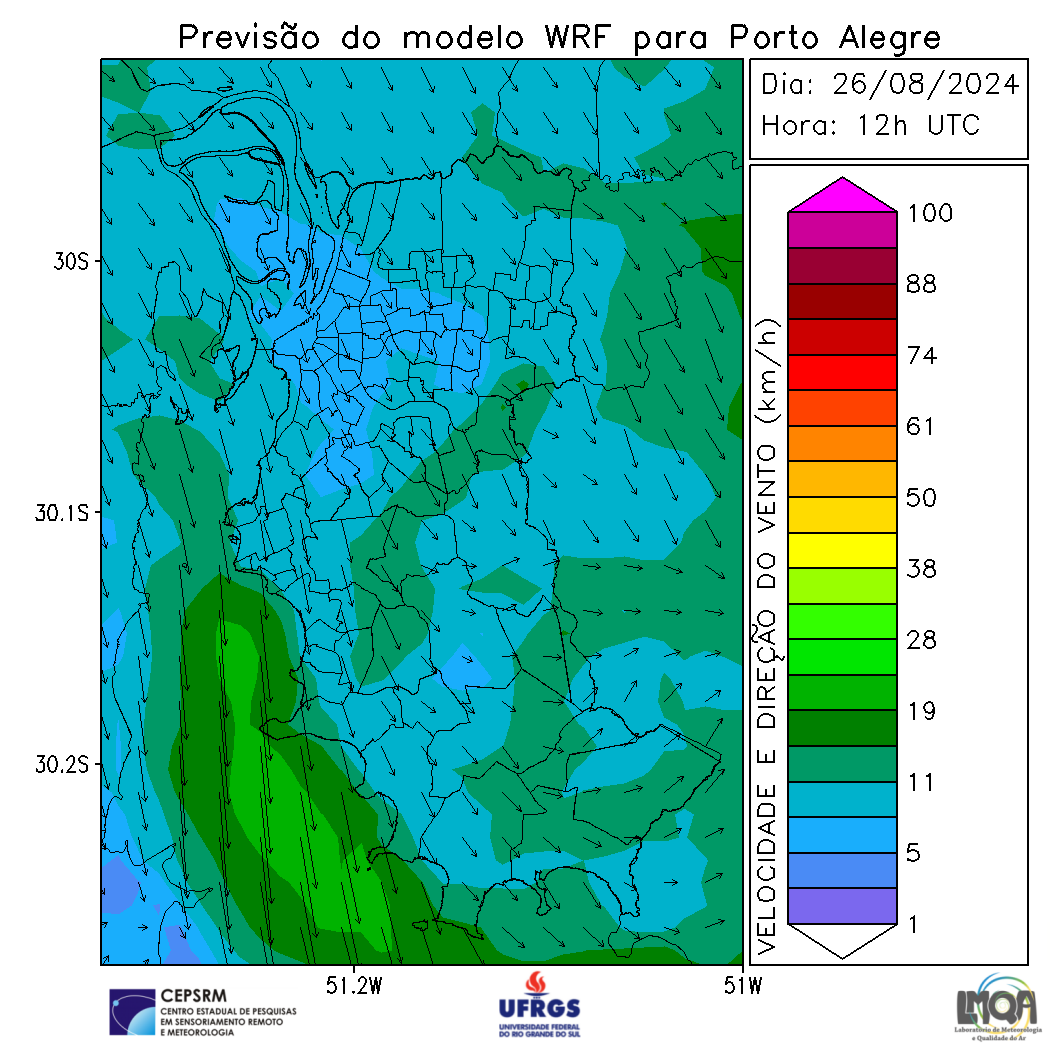 Previsão do modelo WRF para Porto Alegre
Dia: 26/08/2024
Hora: 12h UTC
30S
30.1S
30.2S
51.2W
51W
VELOCIDADE E DIREÇÃO DO VENTO (km/h)
100
88
74
61
50
38
28
19
11
5
1
CEPSRM
CENTRO ESTADUAL DE PESQUISAS
EM SENSORIAMENTO REMOTO
E METEOROLOGIA
UFRGS
UNIVERSIDADE FEDERAL
DO RIO GRANDE DO SUL
LMQA
Laboratório de Meteorologia
e Qualidade do Ar